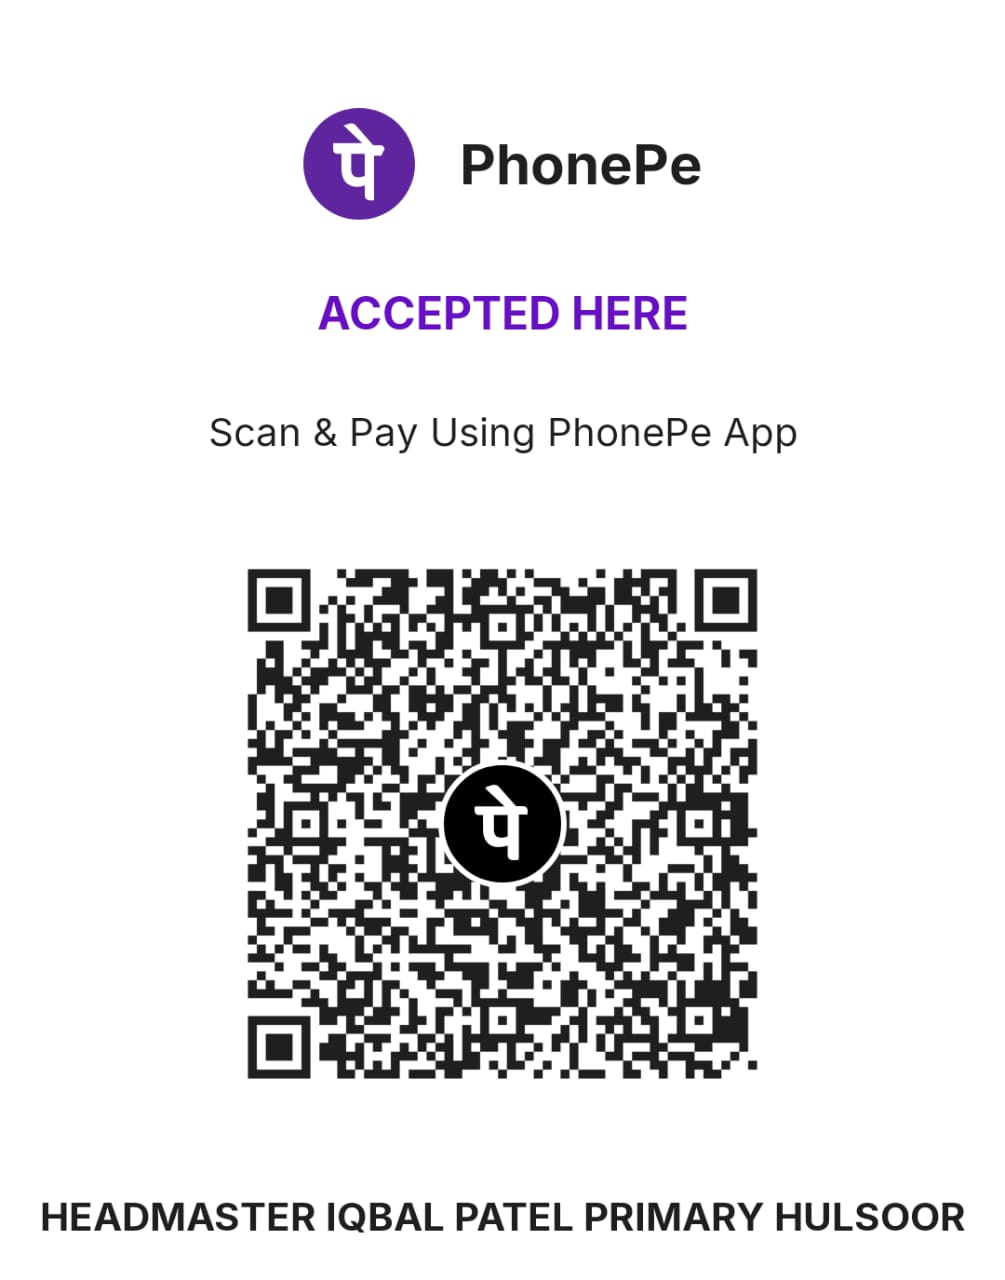 पे PhonePe
ACCEPTED HERE
Scan & Pay Using PhonePe App
पे
HEADMASTER IQBAL PATEL PRIMARY HULSOOR